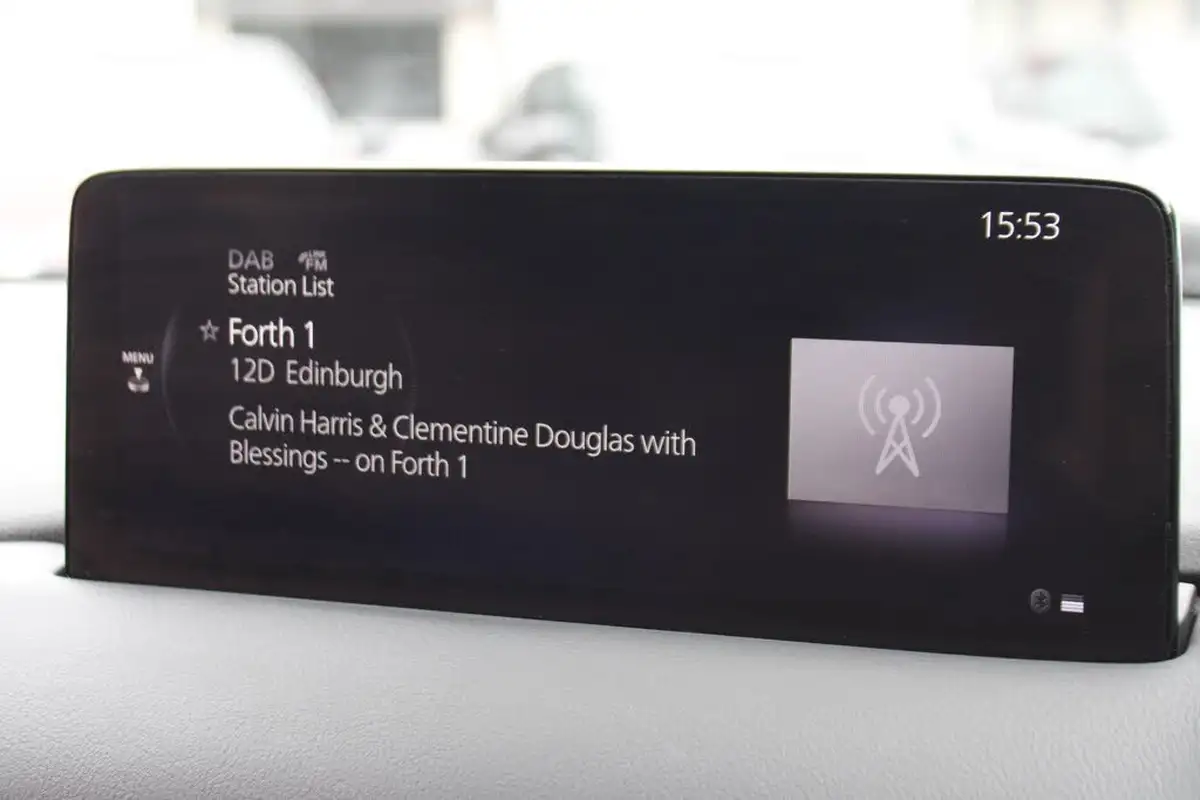 15:53
DAB LINK FM
Station List
Forth 1
MENU
12D Edinburgh
Calvin Harris & Clementine Douglas with
Blessings -- on Forth 1